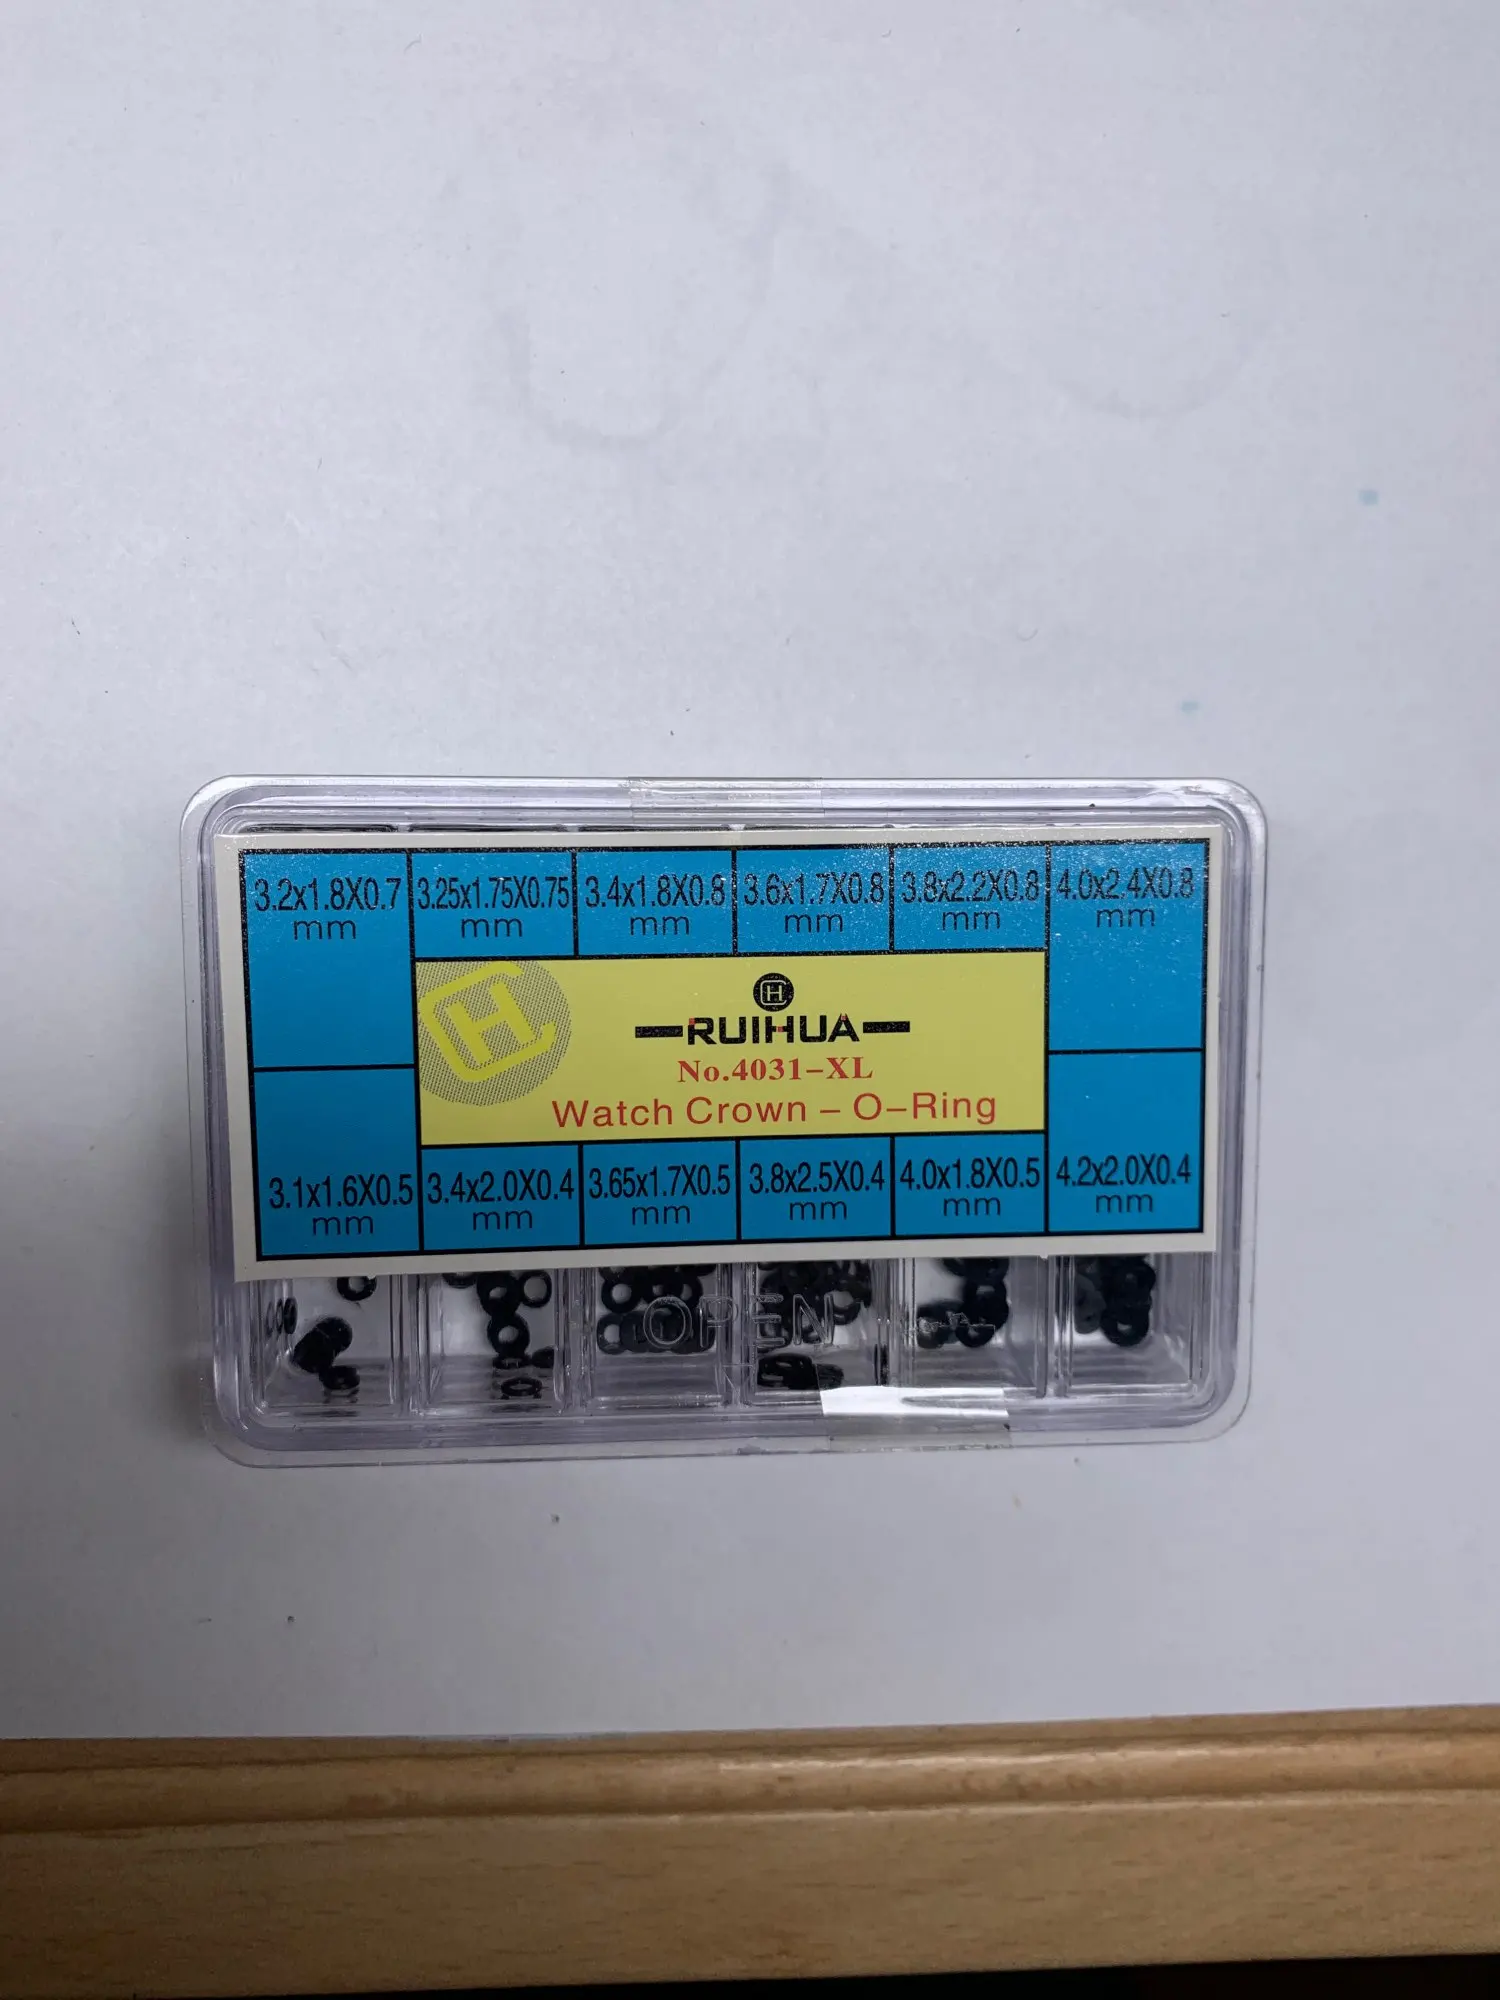 3.2x1.8X0.7
mm
3.25x1.75X0.75
mm
3.4x1.8X0.8
mm
3.6x1.7X0.8
mm
3.8x2.2X0.8
mm
4.0x2.4X0.8
mm
RUIHUA
No.4031-XL
Watch Crown - O-Ring
3.1x1.6X0.5
mm
3.4x2.0X0.4
mm
3.65x1.7X0.5
mm
3.8x2.5X0.4
mm
4.0x1.8X0.5
mm
4.2x2.0X0.4
mm
OPEN